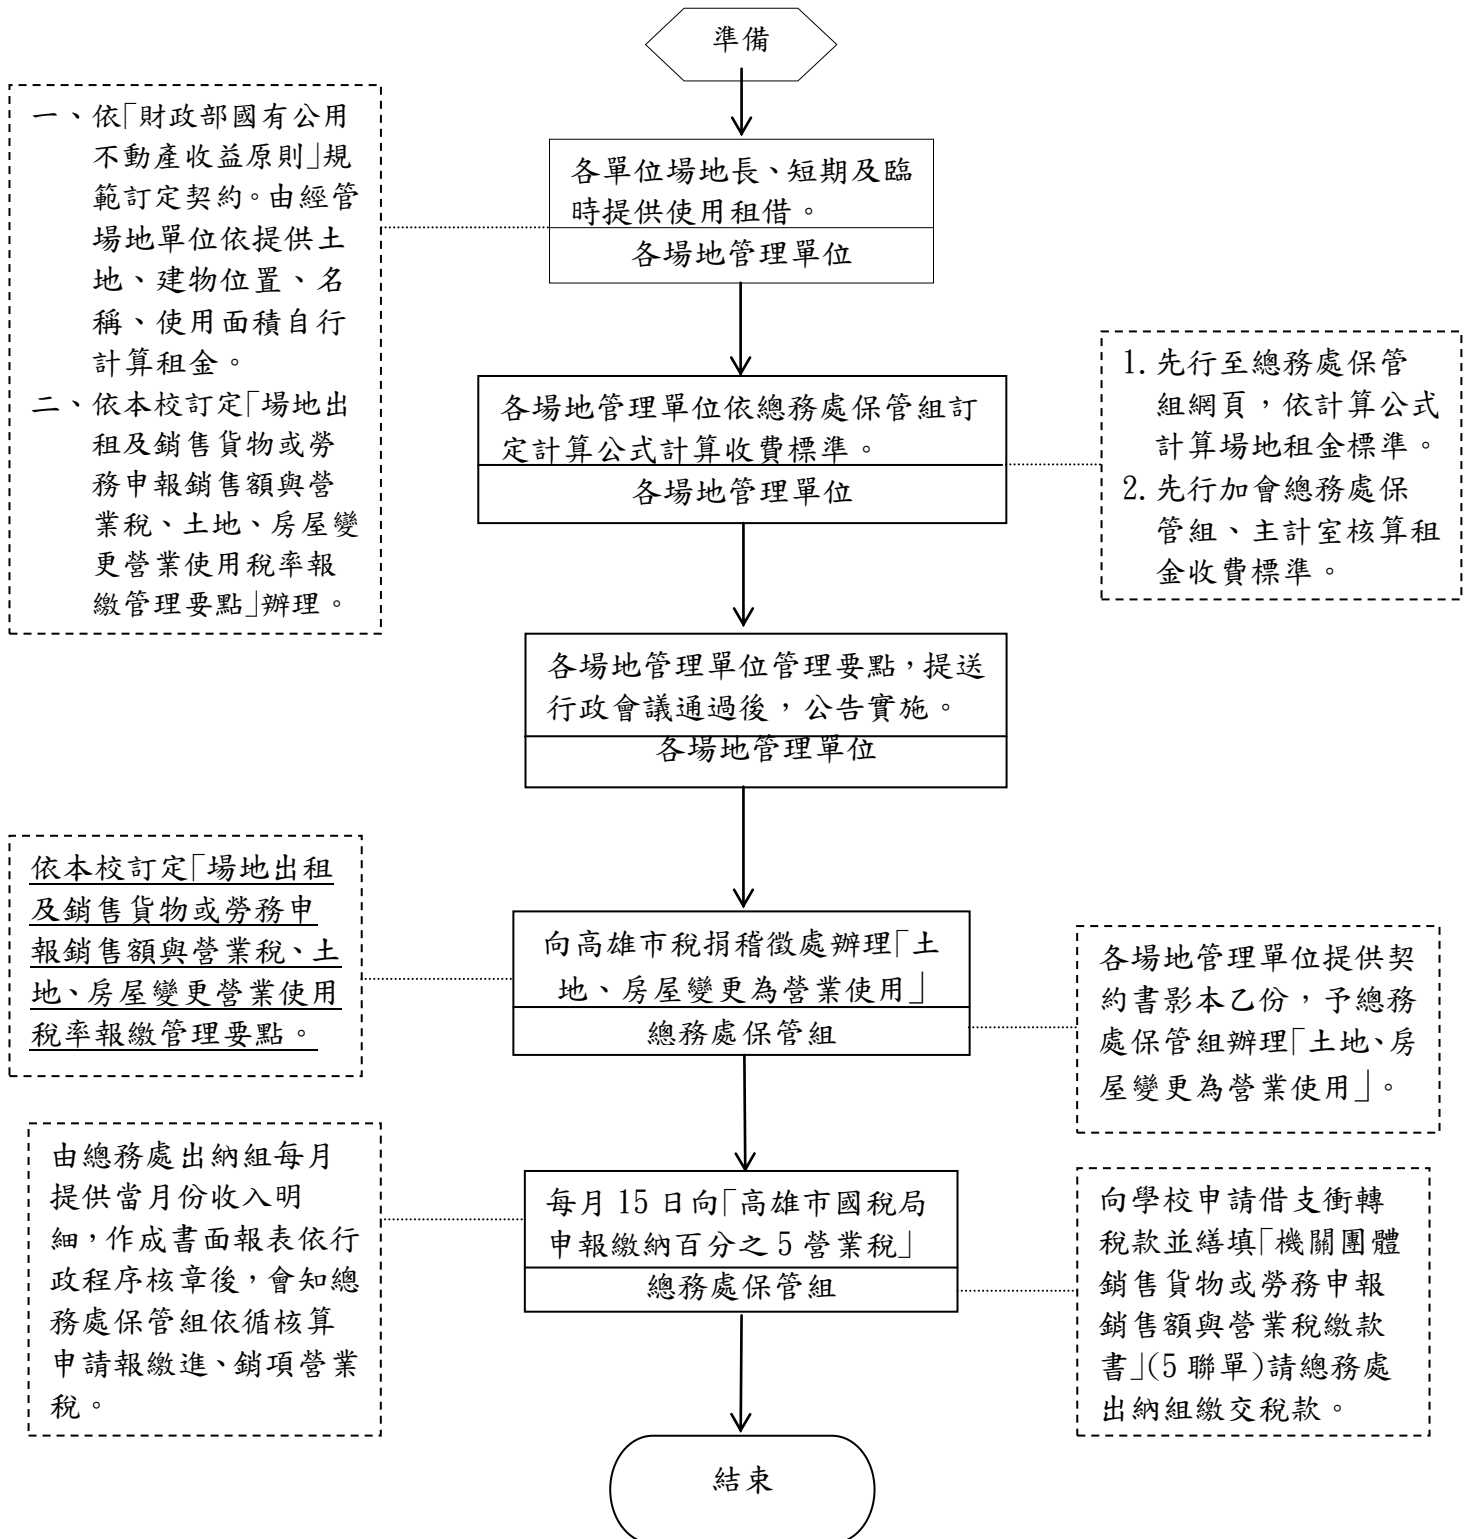 準備
一、依「財政部國有公用
不動產收益原則」規
範訂定契約。由經管
場地單位依提供土
地、建物位置、名
稱、使用面積自行
計算租金。
二、依本校訂定「場地出
租及銷售貨物或勞
務申報銷售額與營
業稅、土地、房屋變
更營業使用稅率報
繳管理要點」辦理。
各單位場地長、短期及臨
時提供使用租借。
各場地管理單位
各場地管理單位依總務處保管組訂
定計算公式計算收費標準。
各場地管理單位
1. 先行至總務處保管
組網頁,依計算公式
計算場地租金標準。
2. 先行加會總務處保
管組、主計室核算租
金收費標準。
各場地管理單位管理要點,提送
行政會議通過後,公告實施。
各場地管理單位
依本校訂定「場地出租
及銷售貨物或勞務申
報銷售額與營業稅、土
地、房屋變更營業使用
稅率報繳管理要點。
向高雄市稅捐稽徵處辦理「土
地、房屋變更為營業使用」
總務處保管組
各場地管理單位提供契
約書影本乙份,予總務
處保管組辦理「土地、房
屋變更為營業使用」。
由總務處出納組每月
提供當月份收入明
細,作成書面報表依行
政程序核章後,會知總
務處保管組依循核算
申請報繳進、銷項營業
稅。
每月 15 日向「高雄市國稅局
申報繳納百分之 5 營業稅」
總務處保管組
向學校申請借支衝轉
稅款並繕填「機關團體
銷售貨物或勞務申報
銷售額與營業稅繳款
書」(5 聯單)請總務處
出納組繳交稅款。
結束